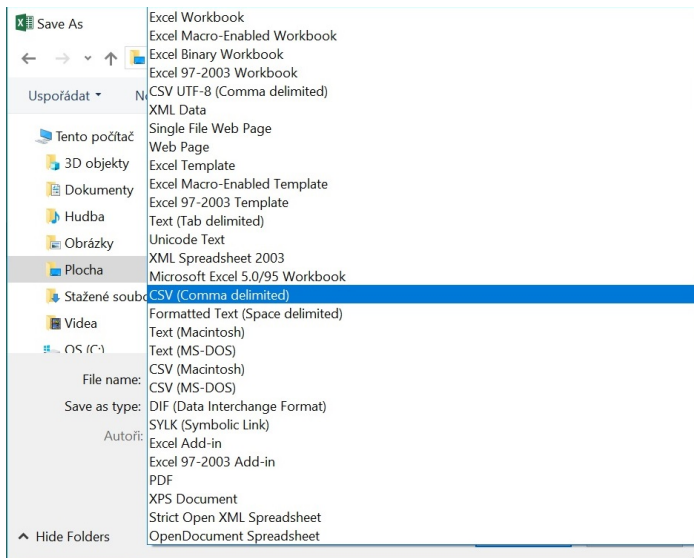 Save As
Uspořádat
Tento počítač
3D objekty
Dokumenty
Hudba
Obrázky
Plocha
Stažené
Videa
OS (C:)
File name:
Save as type:
Autoři:
Hide Folders
Excel Workbook
Excel Macro-Enabled Workbook
Excel Binary Workbook
Excel 97-2003 Workbook
CSV UTF-8 (Comma delimited)
XML Data
Single File Web Page
Web Page
Excel Template
Excel Macro-Enabled Template
Excel 97-2003 Template
Text (Tab delimited)
Unicode Text
XML Spreadsheet 2003
Microsoft Excel 5.0/95 Workbook
CSV (Comma delimited)
Formatted Text (Space delimited)
Text (Macintosh)
Text (MS-DOS)
CSV (Macintosh)
CSV (MS-DOS)
DIF (Data Interchange Format)
SYLK (Symbolic Link)
Excel Add-in
Excel 97-2003 Add-in
PDF
XPS Document
Strict Open XML Spreadsheet
OpenDocument Spreadsheet